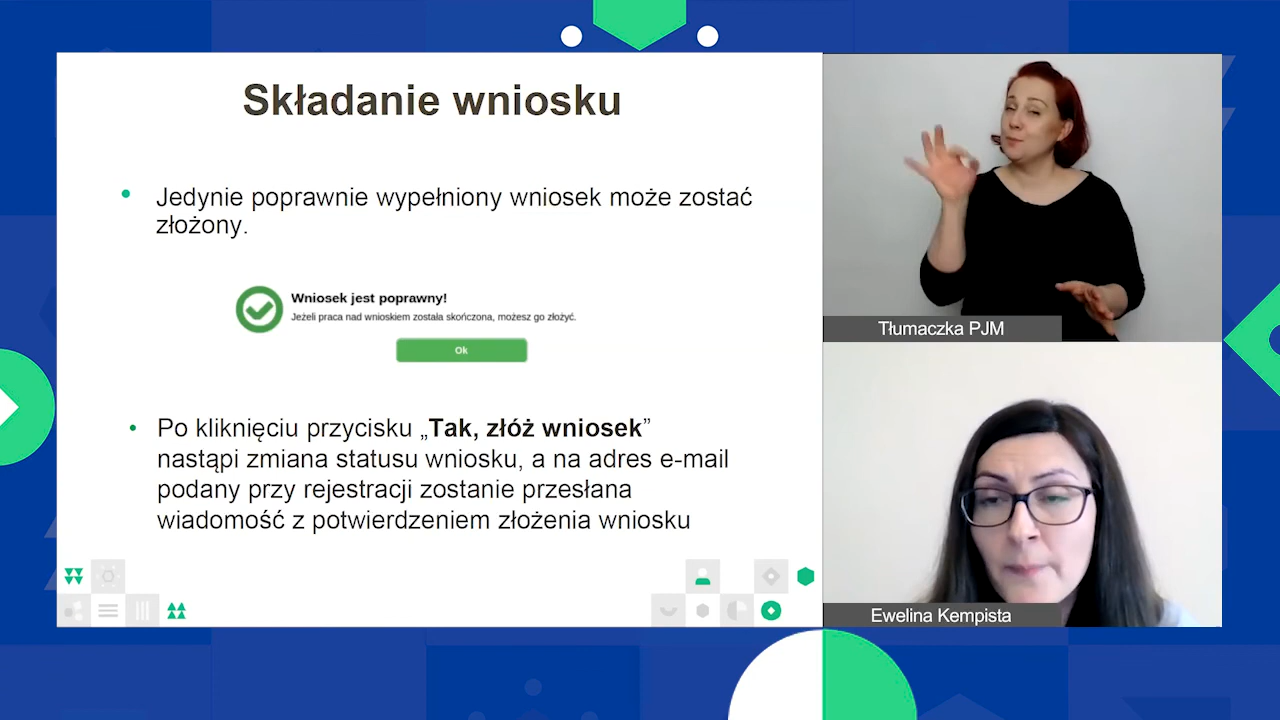 Składanie wniosku
Jedynie poprawnie wypełniony wniosek może zostać
złożony.
Wniosek jest poprawny!
Jeżeli praca nad wnioskiem została skończona, możesz go złożyć.
Ok
Po kliknięciu przycisku „Tak, złóż wniosek”
nastąpi zmiana statusu wniosku, a na adres e-mail
podany przy rejestracji zostanie przesłana
wiadomość z potwierdzeniem złożenia wniosku
Tłumaczka PJM
Ewelina Kempista